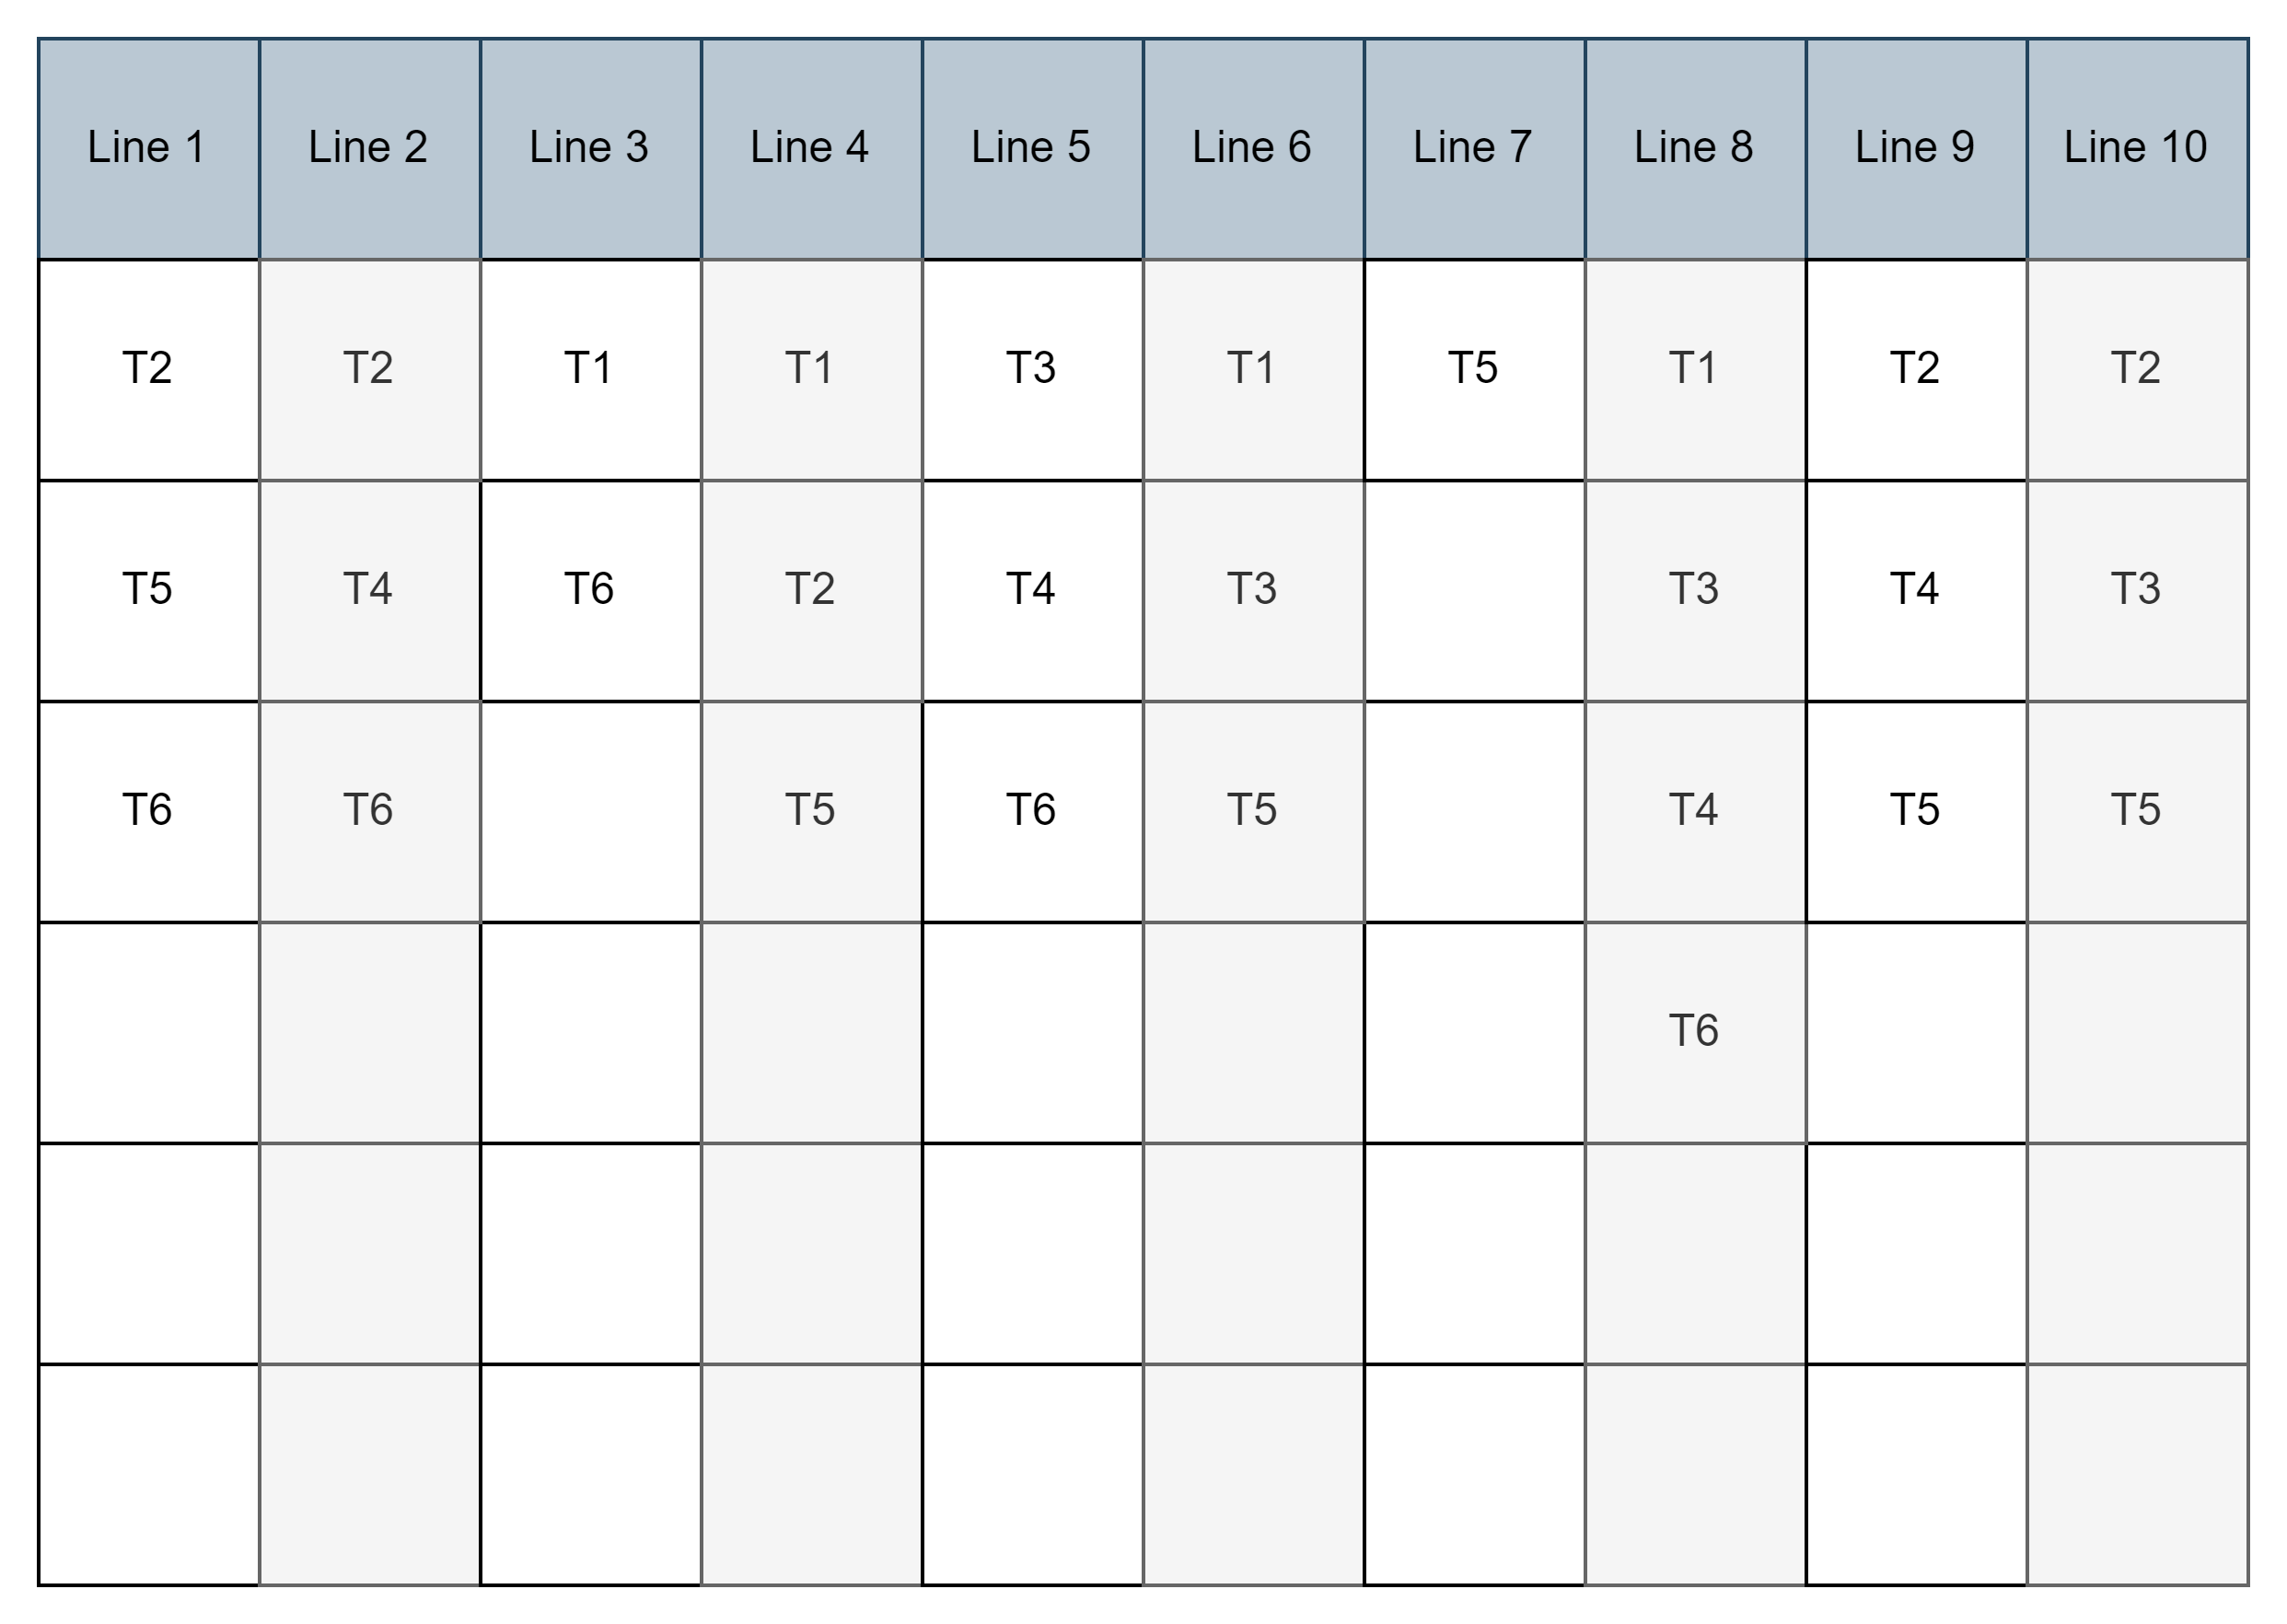 Line 1 Line 2 Line 3 Line 4 Line 5 Line 6 Line 7 Line 8 Line 9 Line 10
T2 T2 T1 T1 T3 T1 T5 T1 T2 T2
T5 T4 T6 T2 T4 T3 T3 T4 T3
T6 T6 T5 T6 T5 T4 T5 T5
T6